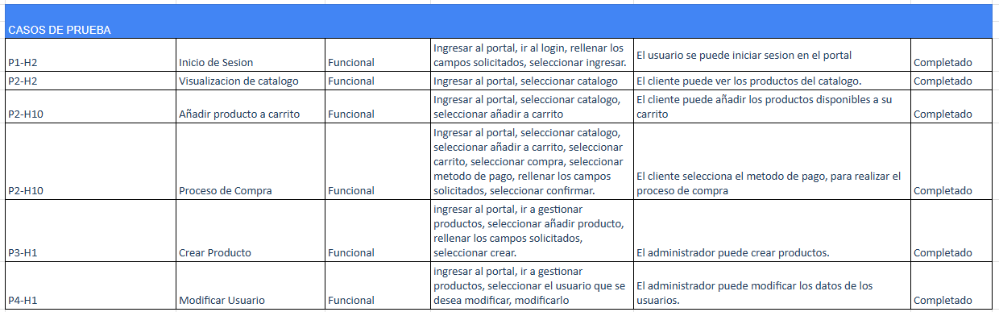 CASOS DE PRUEBA
P1-H2
Inicio de Sesion
Funcional
Ingresar al portal, ir al login, rellenar los
campos solicitados, seleccionar ingresar.
El usuario se puede iniciar sesion en el portal
Completado
P2-H2
Visualizacion de catalogo
Funcional
Ingresar al portal, seleccionar catalogo
El cliente puede ver los productos del catalogo.
Completado
P2-H10
Añadir producto a carrito
Funcional
Ingresar al portal, seleccionar catalogo,
seleccionar añadir a carrito
El cliente puede añadir los productos disponibles a su
carrito
Completado
P2-H10
Proceso de Compra
Funcional
Ingresar al portal, seleccionar catalogo,
seleccionar añadir a carrito, seleccionar
carrito, seleccionar compra, seleccionar
metodo de pago, rellenar los campos
solicitados, seleccionar confirmar.
El cliente selecciona el metodo de pago, para realizar el
proceso de compra
Completado
P3-H1
Crear Producto
Funcional
ingresar al portal, ir a gestionar
productos, seleccionar añadir producto,
rellenar los campos solicitados,
seleccionar crear.
El administrador puede crear productos.
Completado
P4-H1
Modificar Usuario
Funcional
ingresar al portal, ir a gestionar
productos, seleccionar el usuario que se
desea modificar, modificarlo
El administrador puede modificar los datos de los
usuarios.
Completado